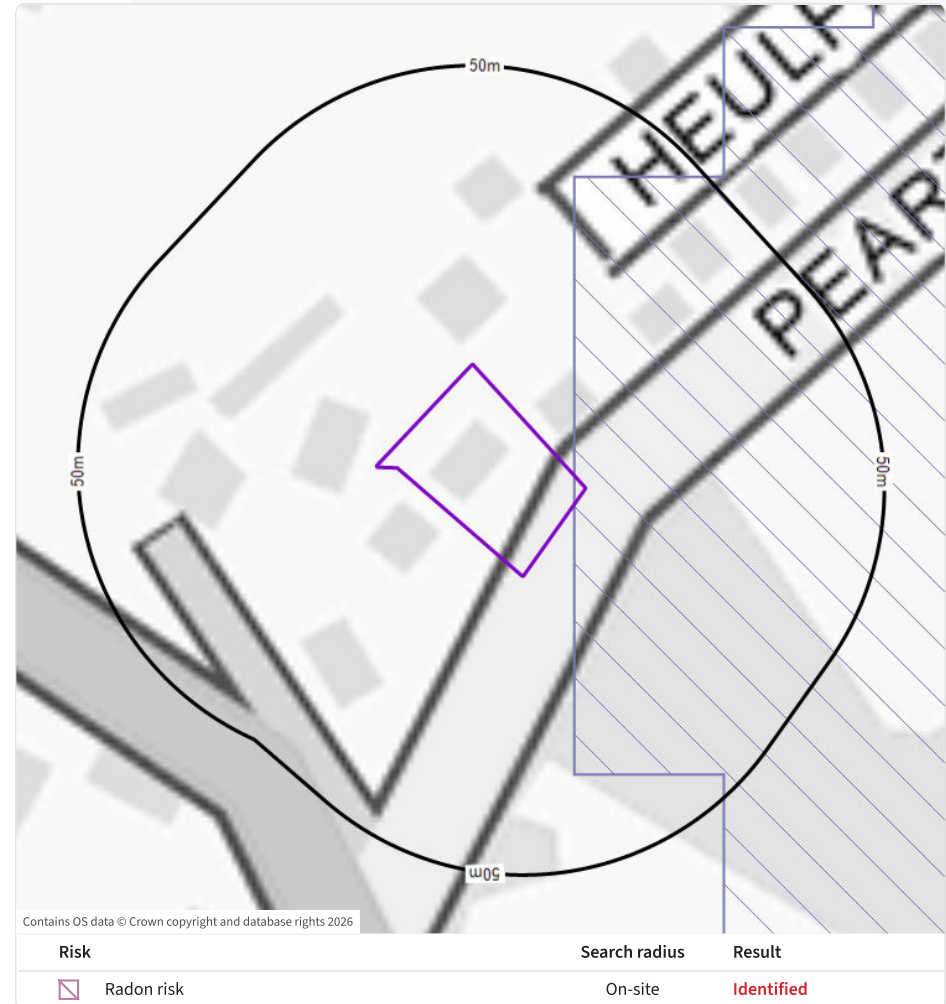 50m
HEULF
PEAR
50m
50m
50m
Contains OS data © Crown copyright and database rights 2026
Risk Search radius Result
Radon risk On-site Identified